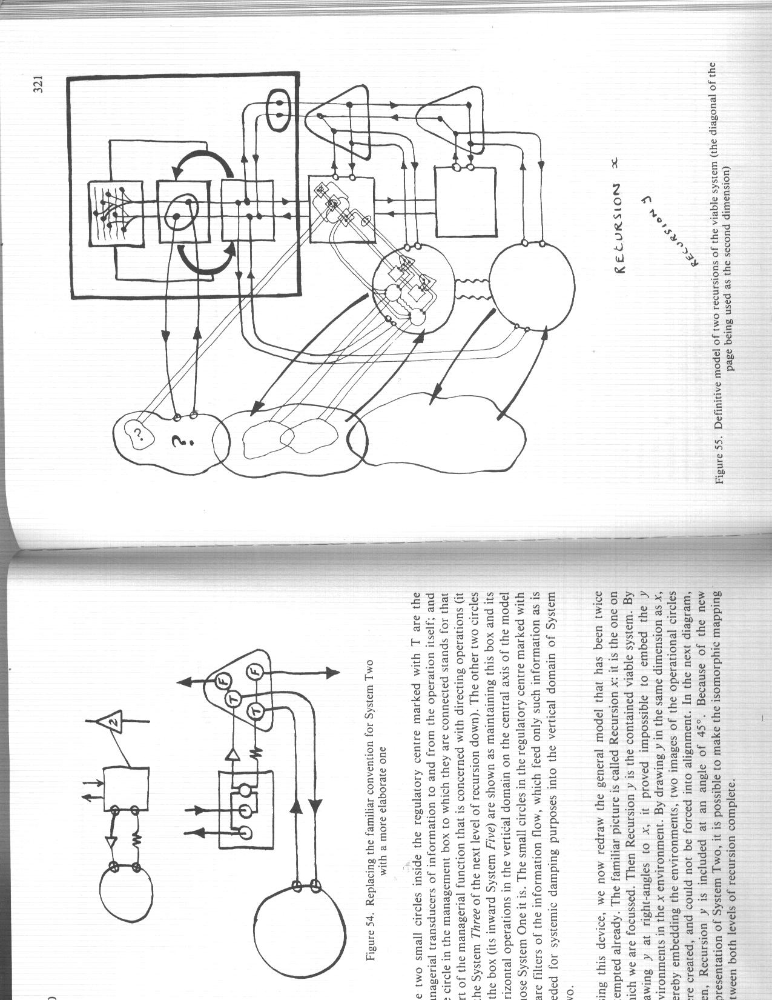 0
2
F
T
T
F
Figure 54. Replacing the familiar convention for System Two
with a more elaborate one
e two small circles inside the regulatory centre marked with T are the
nagerial transducers of information to and from the operation itself; and
e circle in the management box to which they are connected stands for that
rt of the managerial function that is concerned with directing operations (it
the System Three of the next level of recursion down). The other two circles
the box (its inward System Five) are shown as maintaining this box and its
rizontal operations in the vertical domain on the central axis of the model
hose System One it is. The small circles in the regulatory centre marked with
are filters of the information flow, which feed only such information as is
eded for systemic damping purposes into the vertical domain of System
wo.
sing this device, we now redraw the general model that has been twice
tempted already. The familiar picture is called Recursion x: it is the one on
hich we are focussed. Then Recursion y is the contained viable system. By
awing y at right-angles to x, it proved impossible to embed the y
vironments in the x environment. By drawing y in the same dimension as x,
ereby embedding the environments, two images of the operational circles
ere created, and could not be forced into alignment. In the next diagram,
en, Recursion y is included at an angle of 45°. Because of the new
presentation of System Two, it is possible to make the isomorphic mapping
tween both levels of recursion complete.
321
?
?
RECURSION x
RECURSION y
Figure 55. Definitive model of two recursions of the viable system (the diagonal of the
page being used as the second dimension)